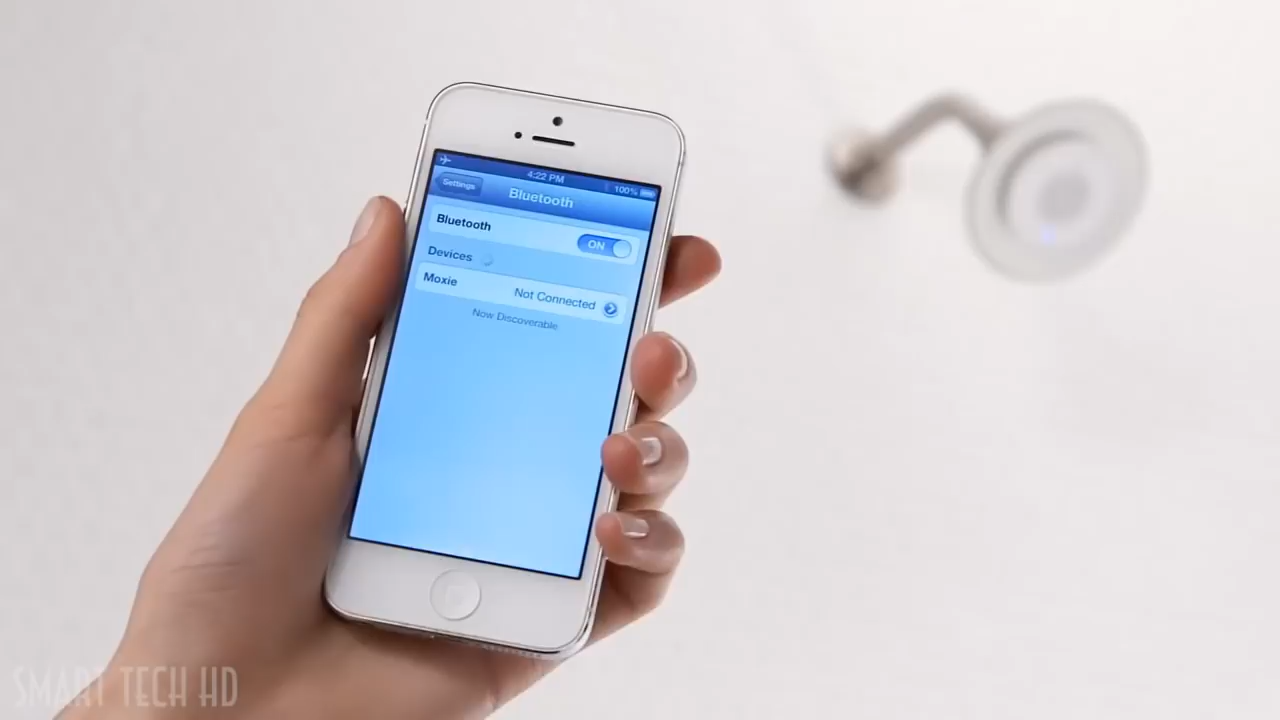 4:22 PM
100%
Settings
Bluetooth
Bluetooth
ON
Devices
Moxie
Not Connected
Now Discoverable
SMART TECH HD